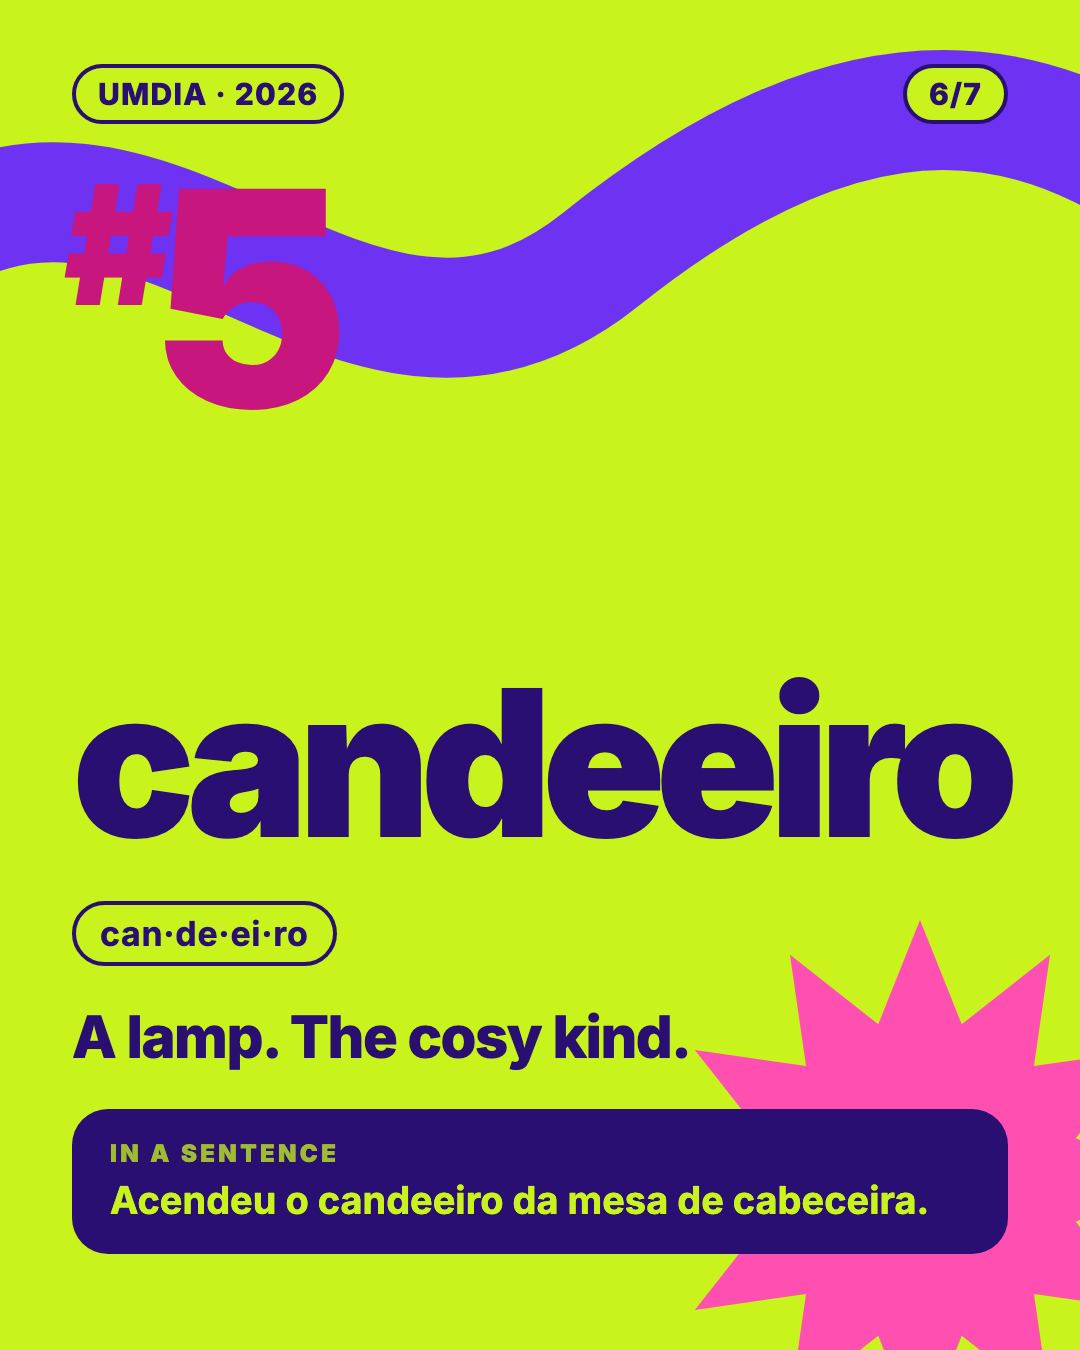 UMDIA · 2026
6/7
#5
candeeiro
can·de·ei·ro
A lamp. The cosy kind.
IN A SENTENCE
Acendeu o candeeiro da mesa de cabeceira.